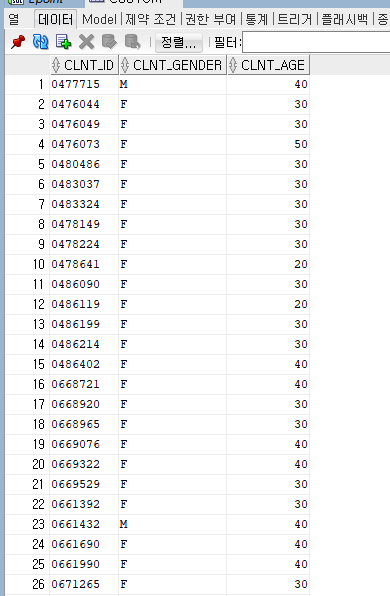 Epoint CUSTOM
열 데이터 Model 제약 조건 권한 부여 통계 트리거 플래시백
정렬... 필터:
CLNT_ID CLNT_GENDER CLNT_AGE
1 0477715 M 40
2 0476044 F 30
3 0476049 F 30
4 0476073 F 50
5 0480486 F 30
6 0483037 F 30
7 0483324 F 30
8 0478149 F 30
9 0478224 F 30
10 0478641 F 20
11 0486090 F 30
12 0486119 F 20
13 0486199 F 30
14 0486214 F 30
15 0486402 F 40
16 0668721 F 40
17 0668920 F 30
18 0668965 F 30
19 0669076 F 40
20 0669322 F 40
21 0669529 F 30
22 0661392 F 30
23 0661432 M 40
24 0661690 F 40
25 0661990 F 40
26 0671265 F 30